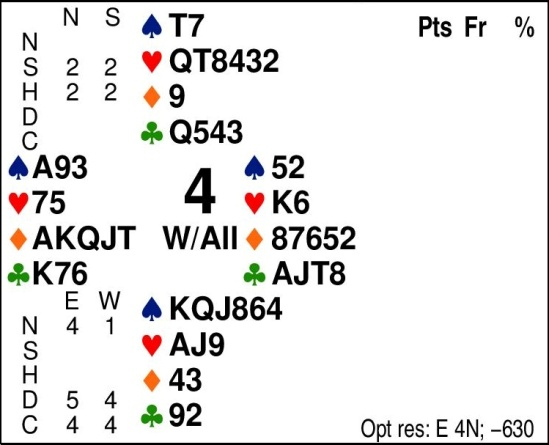 N S ♠ T7 Pts Fr %
N
S 2 2 ♥ QT8432
H 2 2 ♦ 9
D
C ♣ Q543
♠ A93 4 ♠ 52
♥ 75 ♥ K6
♦ AKQJT W/All ♦ 87652
♣ K76 ♣ AJT8
E W ♠ KQJ864
N 4 1
S ♥ AJ9
H ♦ 43
D 5 4
C 4 4 ♣ 92 Opt res: E 4N; −630